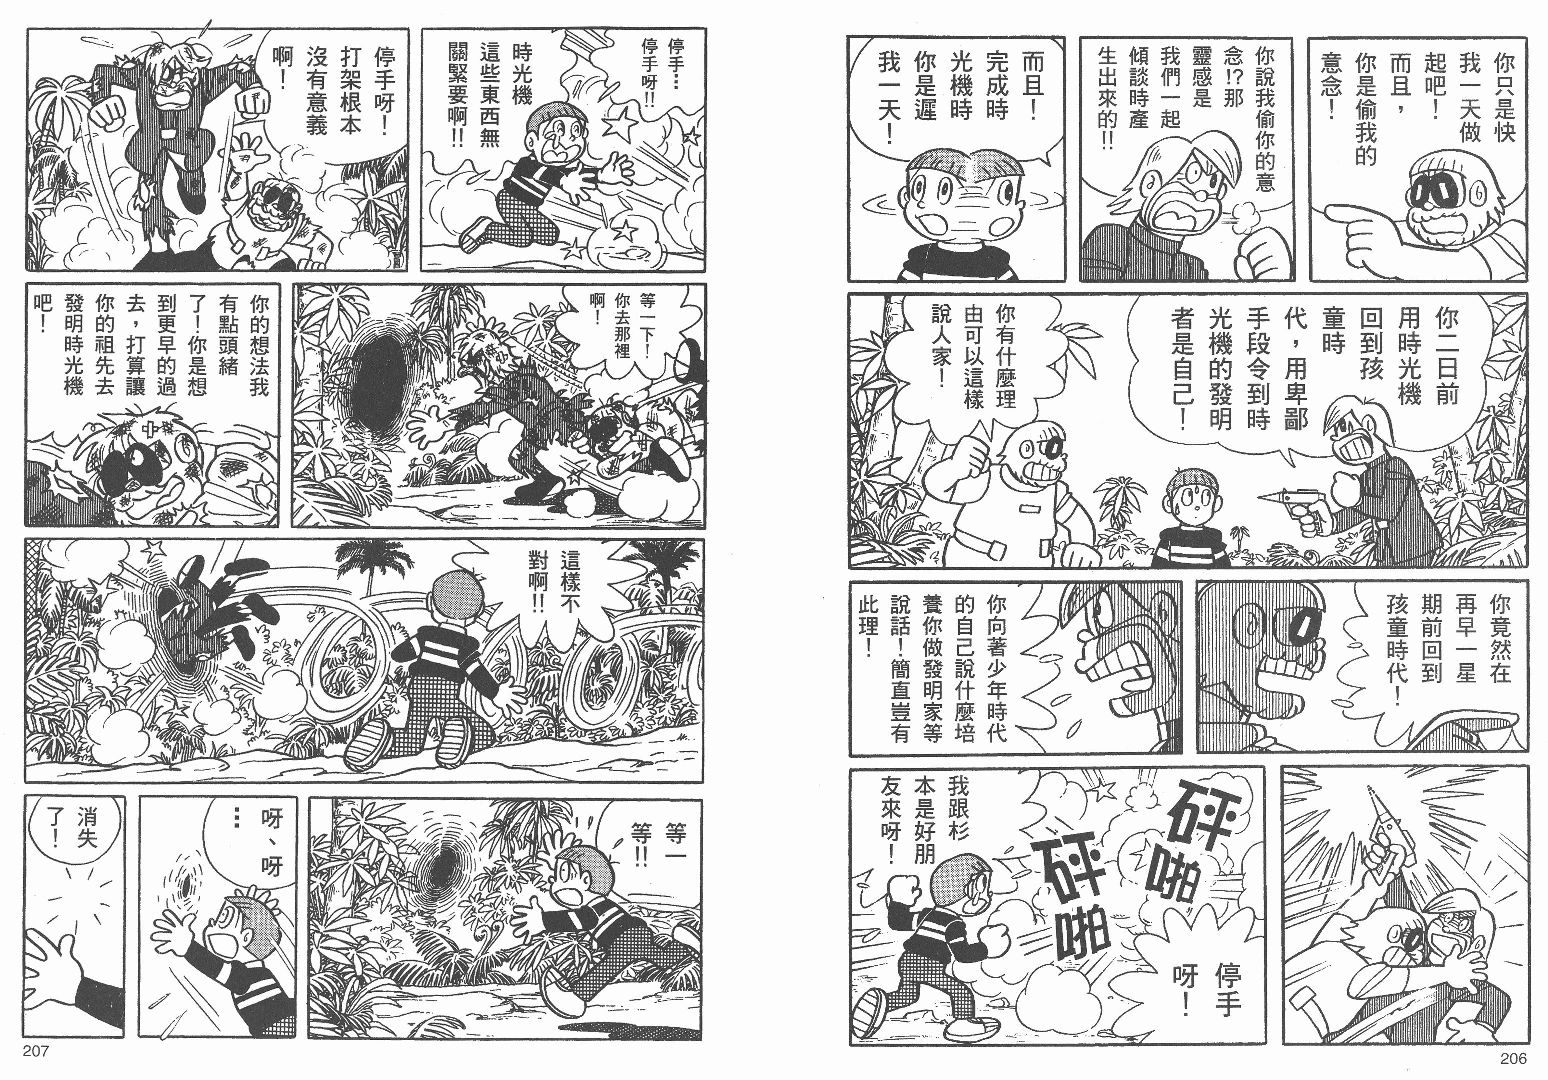 你只是快
我一天做
起吧！
而且，
你是偷我的
意念！
你說我偷你的意
念!?那
靈感是
我們一起
傾談時產
生出來的!!
而且！
完成時
光機時
你是遲
我一天！
你二日前
用時光機
回到孩
童時
代，用卑鄙
手段令到時
光機的發明
者是自己！
你有什麼理
由可以這樣
說人家！
你竟然在
再早一星
期前回到
孩童時代！
你向著少年時代
的自己說什麼培
養你做發明家等
說話！簡直豈有
此理！
停手
呀！
砰
啪
砰
啪
我跟杉
本是好朋
友來呀！
206
停手…
停手呀!!
時光機
這些東西無
關緊要啊!!
停手呀！
打架根本
沒有意義
啊！
等一下！
你去那裡
啊！
你的想法我
有點頭緒
了！你是想
到更早的過
去，打算讓
你的祖先去
發明時光機
吧！
這樣不
對啊!!
等一
等!!
呀、呀
…
消失
了！
207